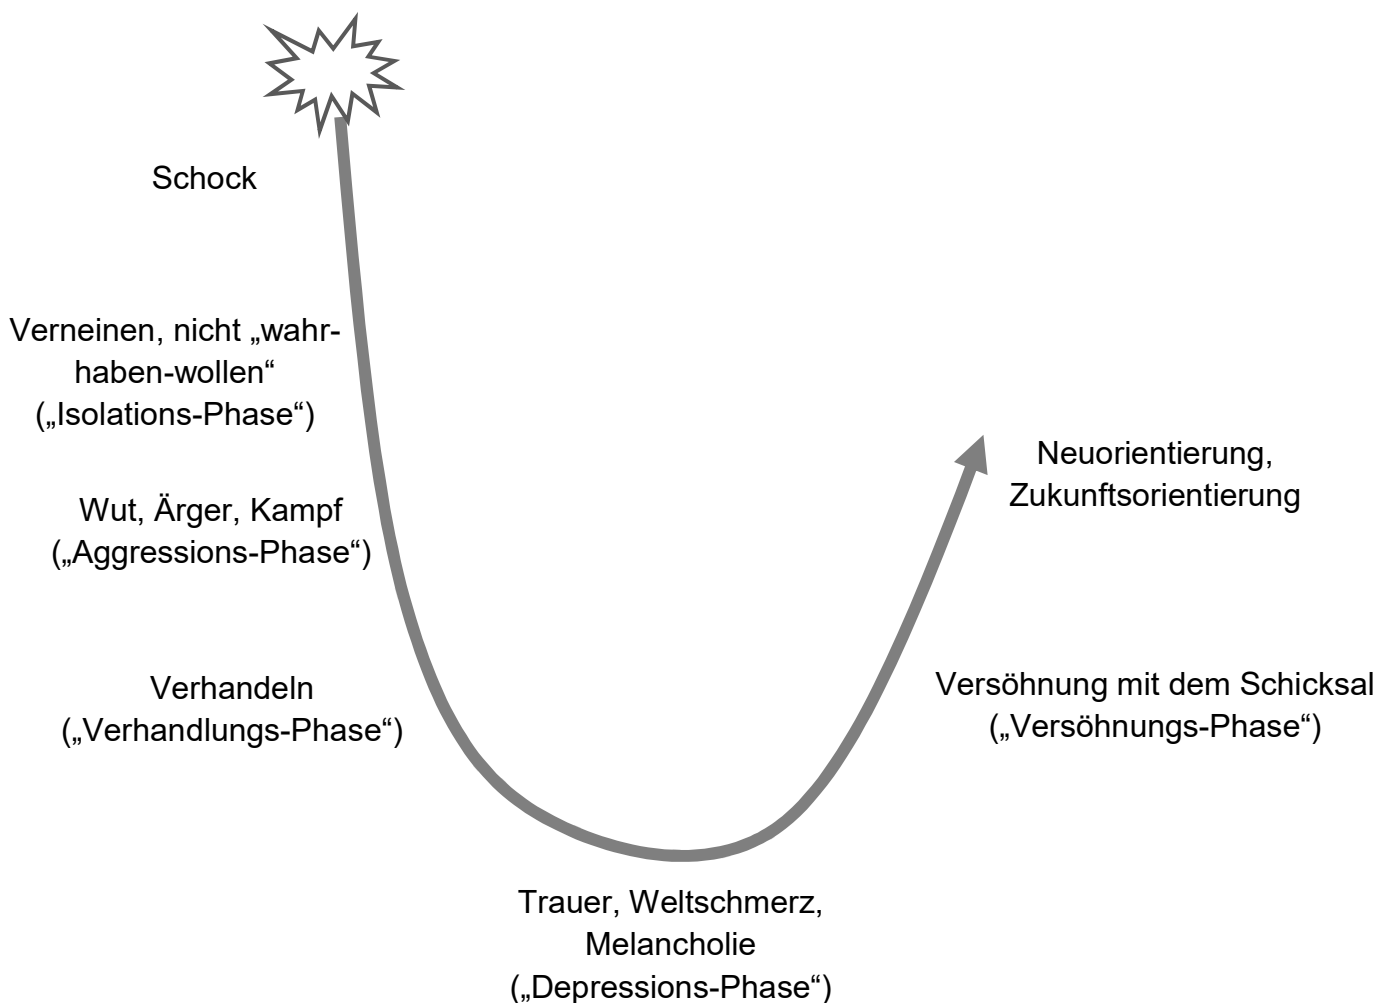 Schock
Verneinen, nicht „wahr-
haben-wollen“
(„Isolations-Phase“)
Wut, Ärger, Kampf
(„Aggressions-Phase“)
Verhandeln
(„Verhandlungs-Phase“)
Trauer, Weltschmerz,
Melancholie
(„Depressions-Phase“)
Versöhnung mit dem Schicksal
(„Versöhnungs-Phase“)
Neuorientierung,
Zukunftsorientierung